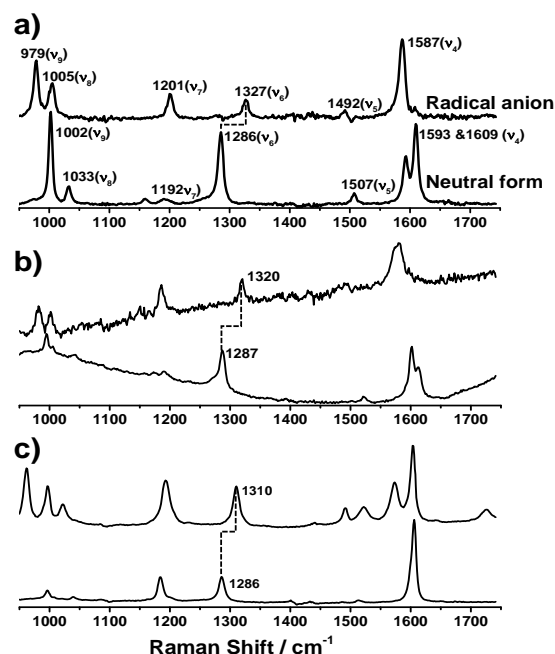 a)
979(ν₉)
1005(ν₈)
1201(ν₇)
1327(ν₆)
1492(ν₅)
1587(ν₄)
Radical anion
1002(ν₉)
1033(ν₈)
1192ν₇)
1286(ν₆)
1507(ν₅)
1593 &1609 (ν₄)
Neutral form
1000 1100 1200 1300 1400 1500 1600 1700
b)
1320
1287
1000 1100 1200 1300 1400 1500 1600 1700
c)
1310
1286
1000 1100 1200 1300 1400 1500 1600 1700
Raman Shift / cm⁻¹